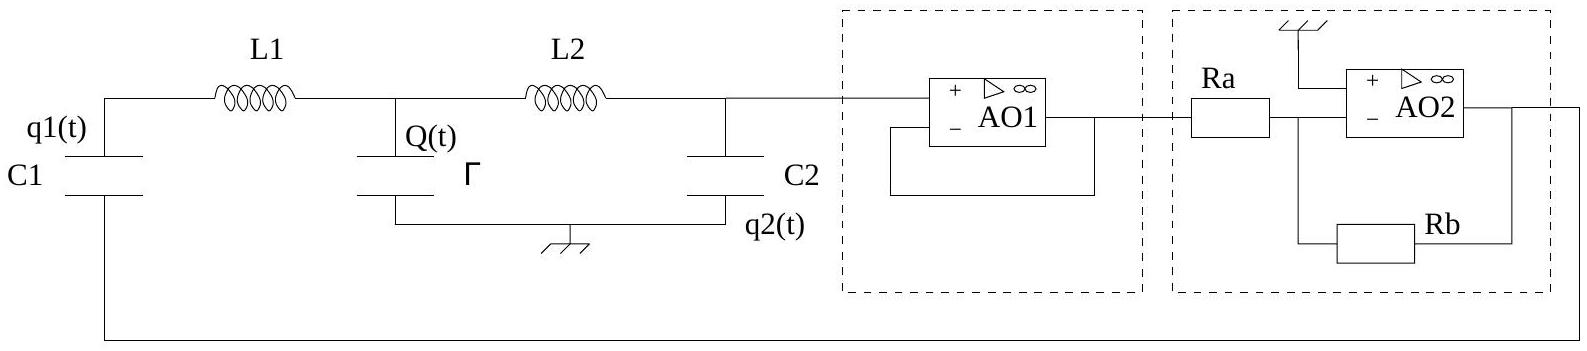 L1
L2
q1(t)
C1
Q(t)
Γ
C2
q2(t)
+ ▷ ∞
− AO1
Ra
+ ▷ ∞
− AO2
Rb